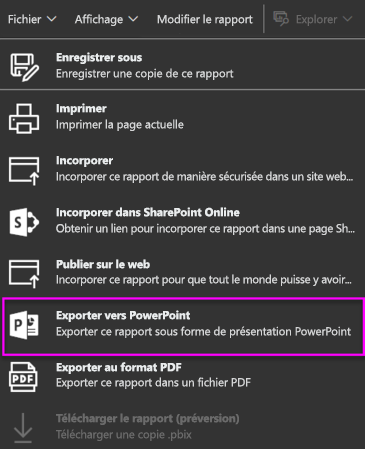 Fichier Affichage Modifier le rapport Explorer
Enregistrer sous
Enregistrer une copie de ce rapport
Imprimer
Imprimer la page actuelle
Incorporer
Incorporer ce rapport de manière sécurisée dans un site web...
Incorporer dans SharePoint Online
Obtenir un lien pour incorporer ce rapport dans une page Sh...
Publier sur le web
Incorporer ce rapport pour que tout le monde puisse y avoir...
Exporter vers PowerPoint
Exporter ce rapport sous forme de présentation PowerPoint
Exporter au format PDF
Exporter ce rapport dans un fichier PDF
Télécharger le rapport (préversion)
Télécharger une copie .pbix